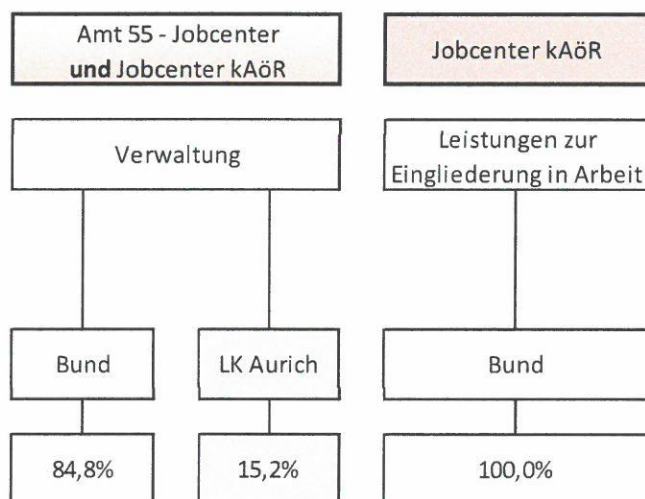 Amt 55 - Jobcenter
und Jobcenter kAöR
Jobcenter kAöR
Verwaltung
Leistungen zur
Eingliederung in Arbeit
Bund
LK Aurich
Bund
84,8%
15,2%
100,0%